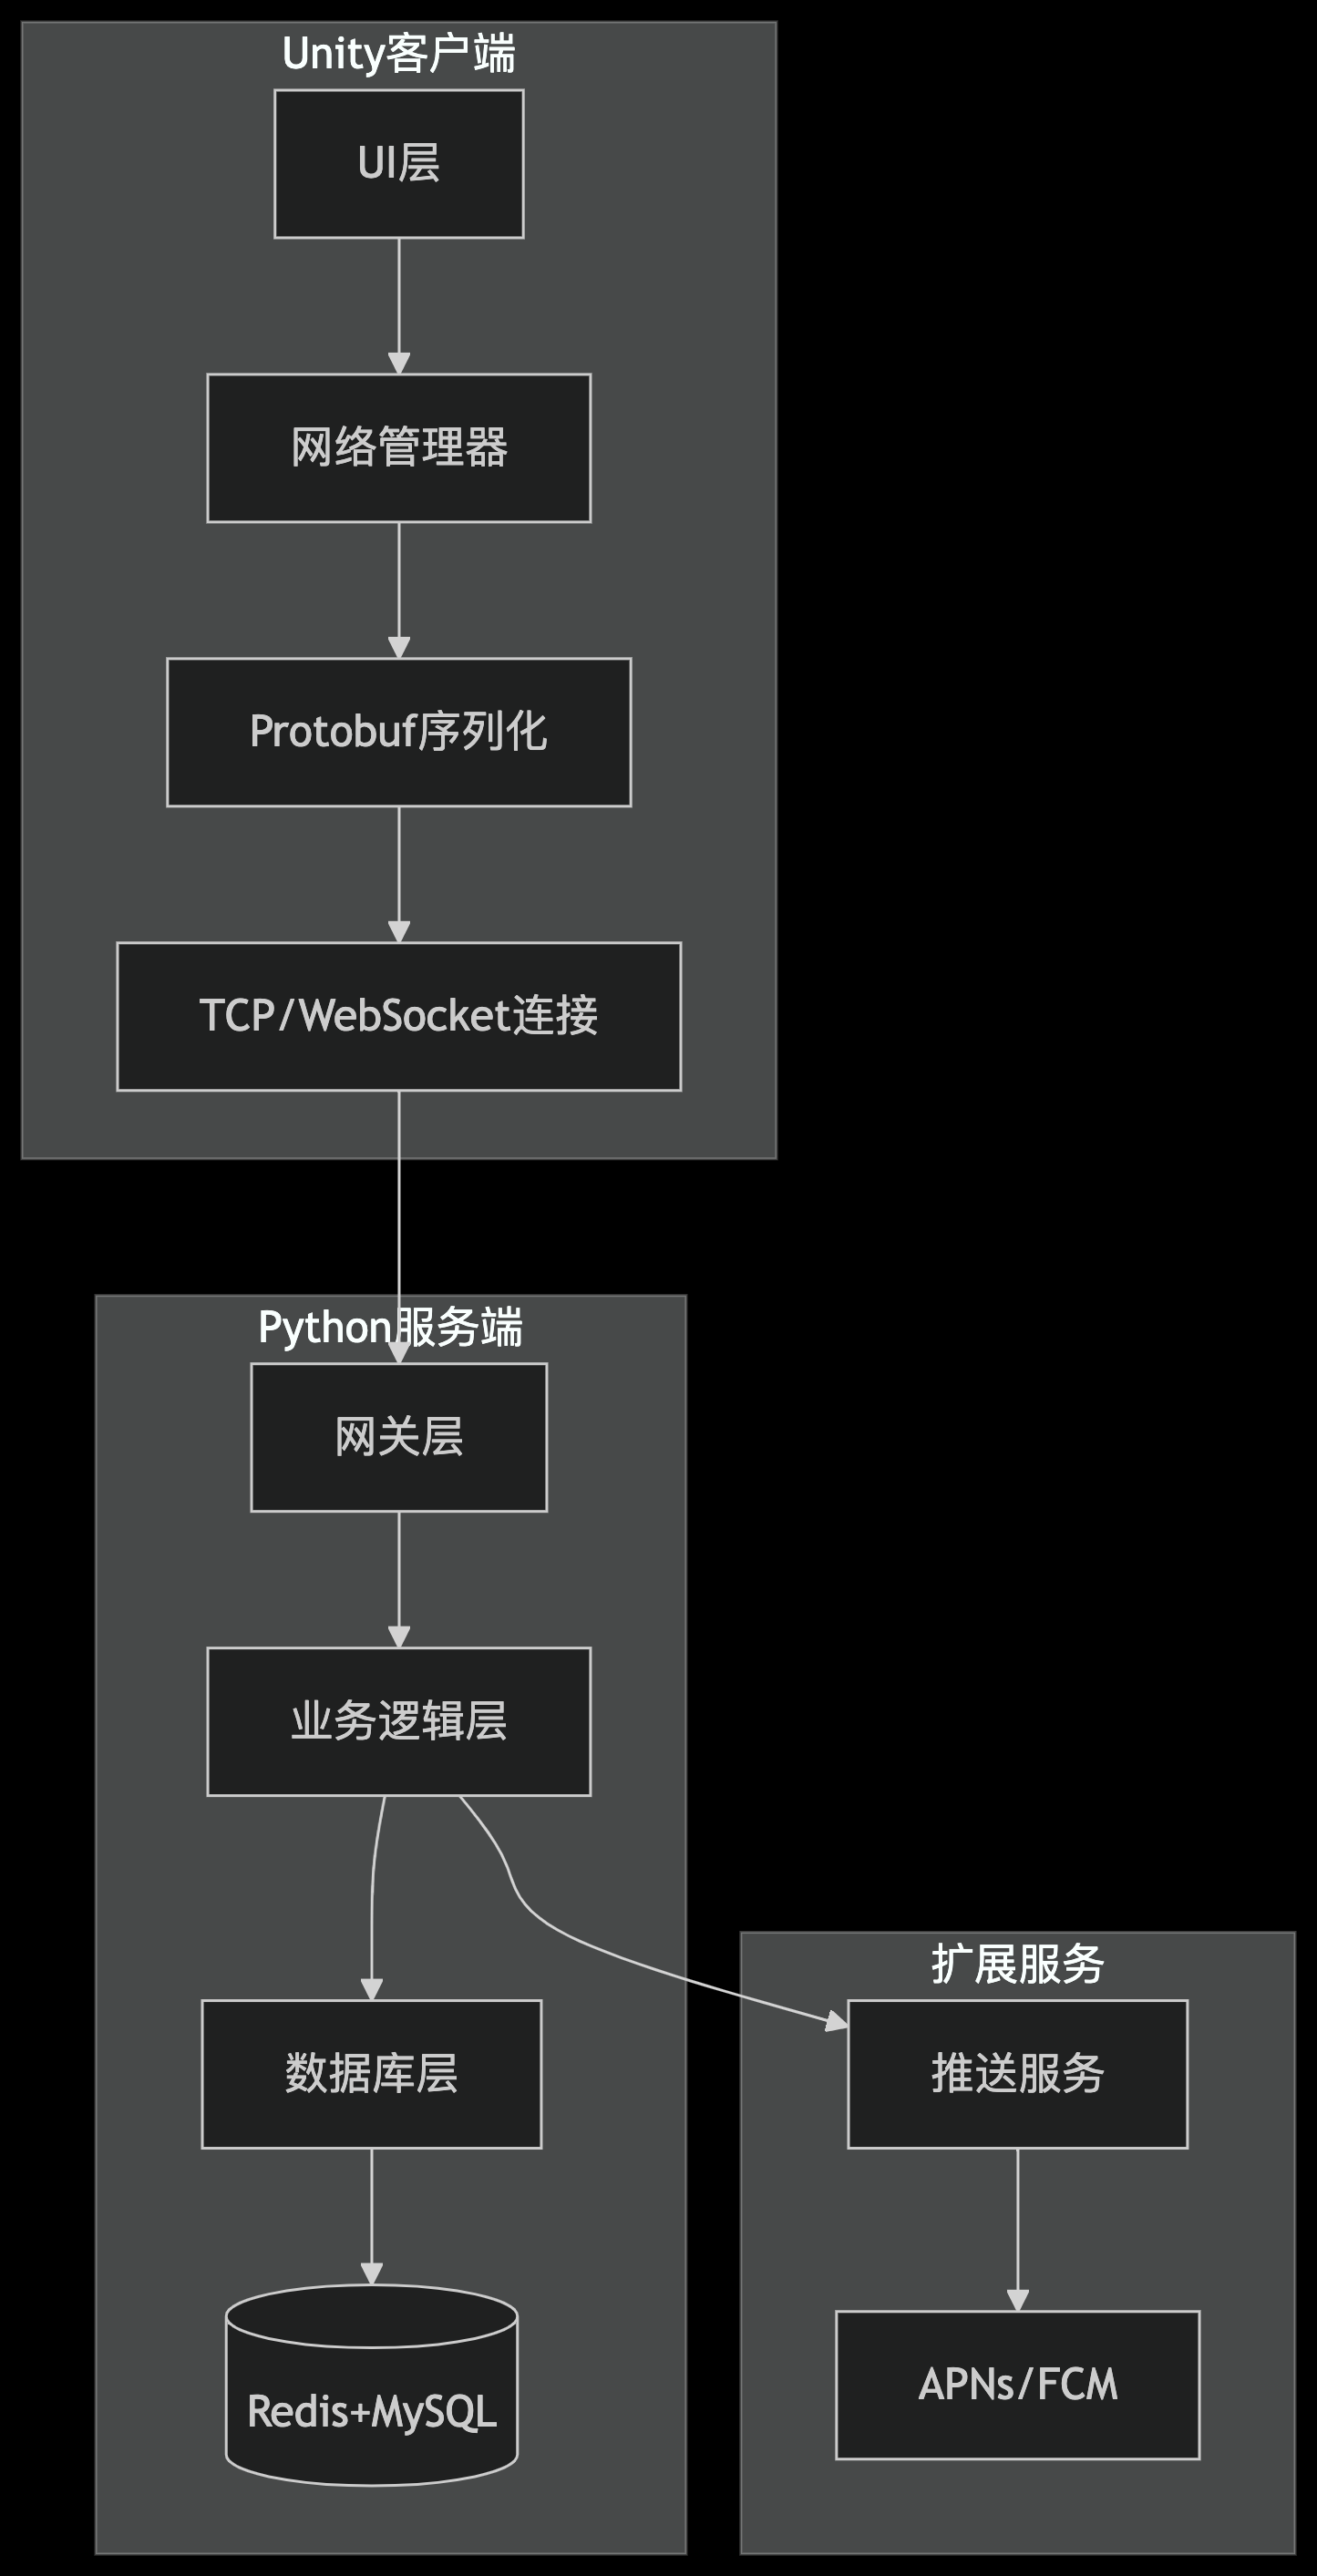 Unity客户端
UI层
网络管理器
Protobuf序列化
TCP/WebSocket连接
Python服务端
网关层
业务逻辑层
数据库层
Redis+MySQL
扩展服务
推送服务
APNs/FCM